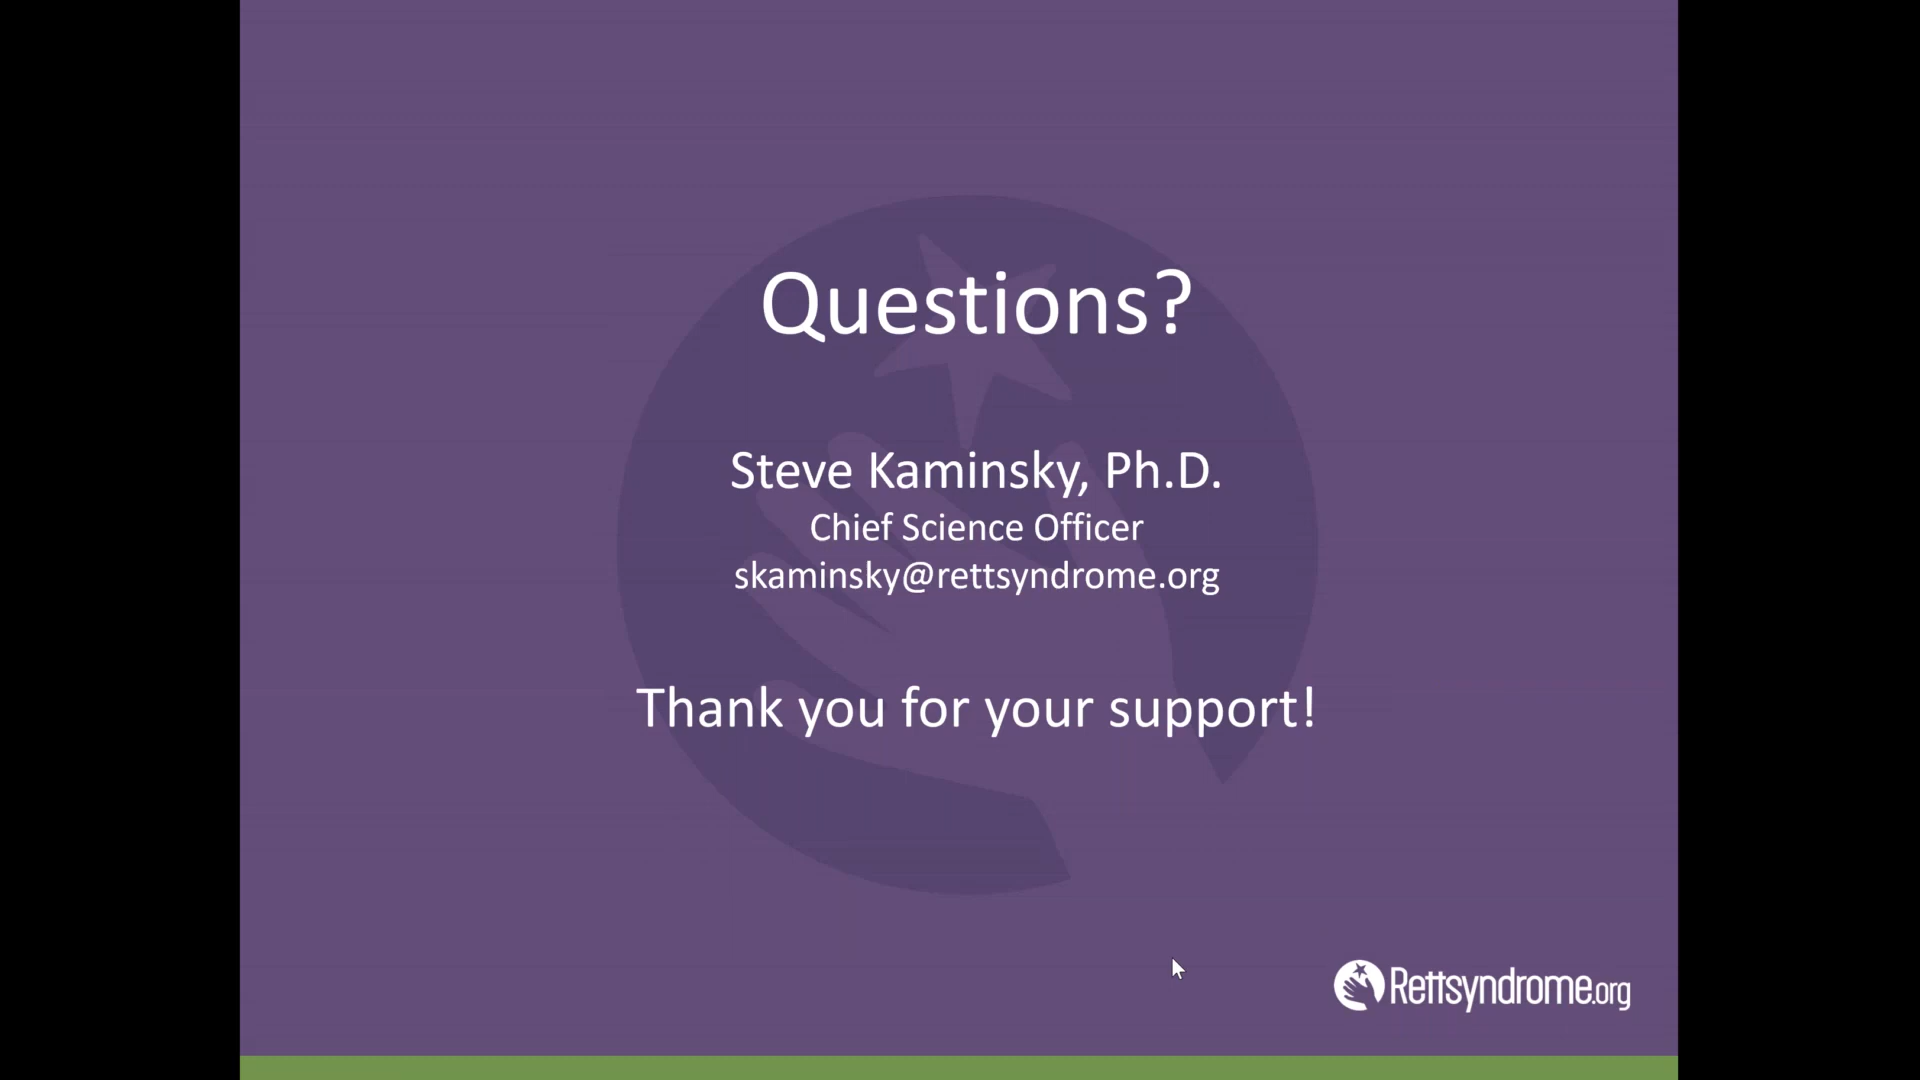 Questions?
Steve Kaminsky, Ph.D.
Chief Science Officer
skaminsky@rettsyndrome.org
Thank you for your support!
Rettsyndrome.org